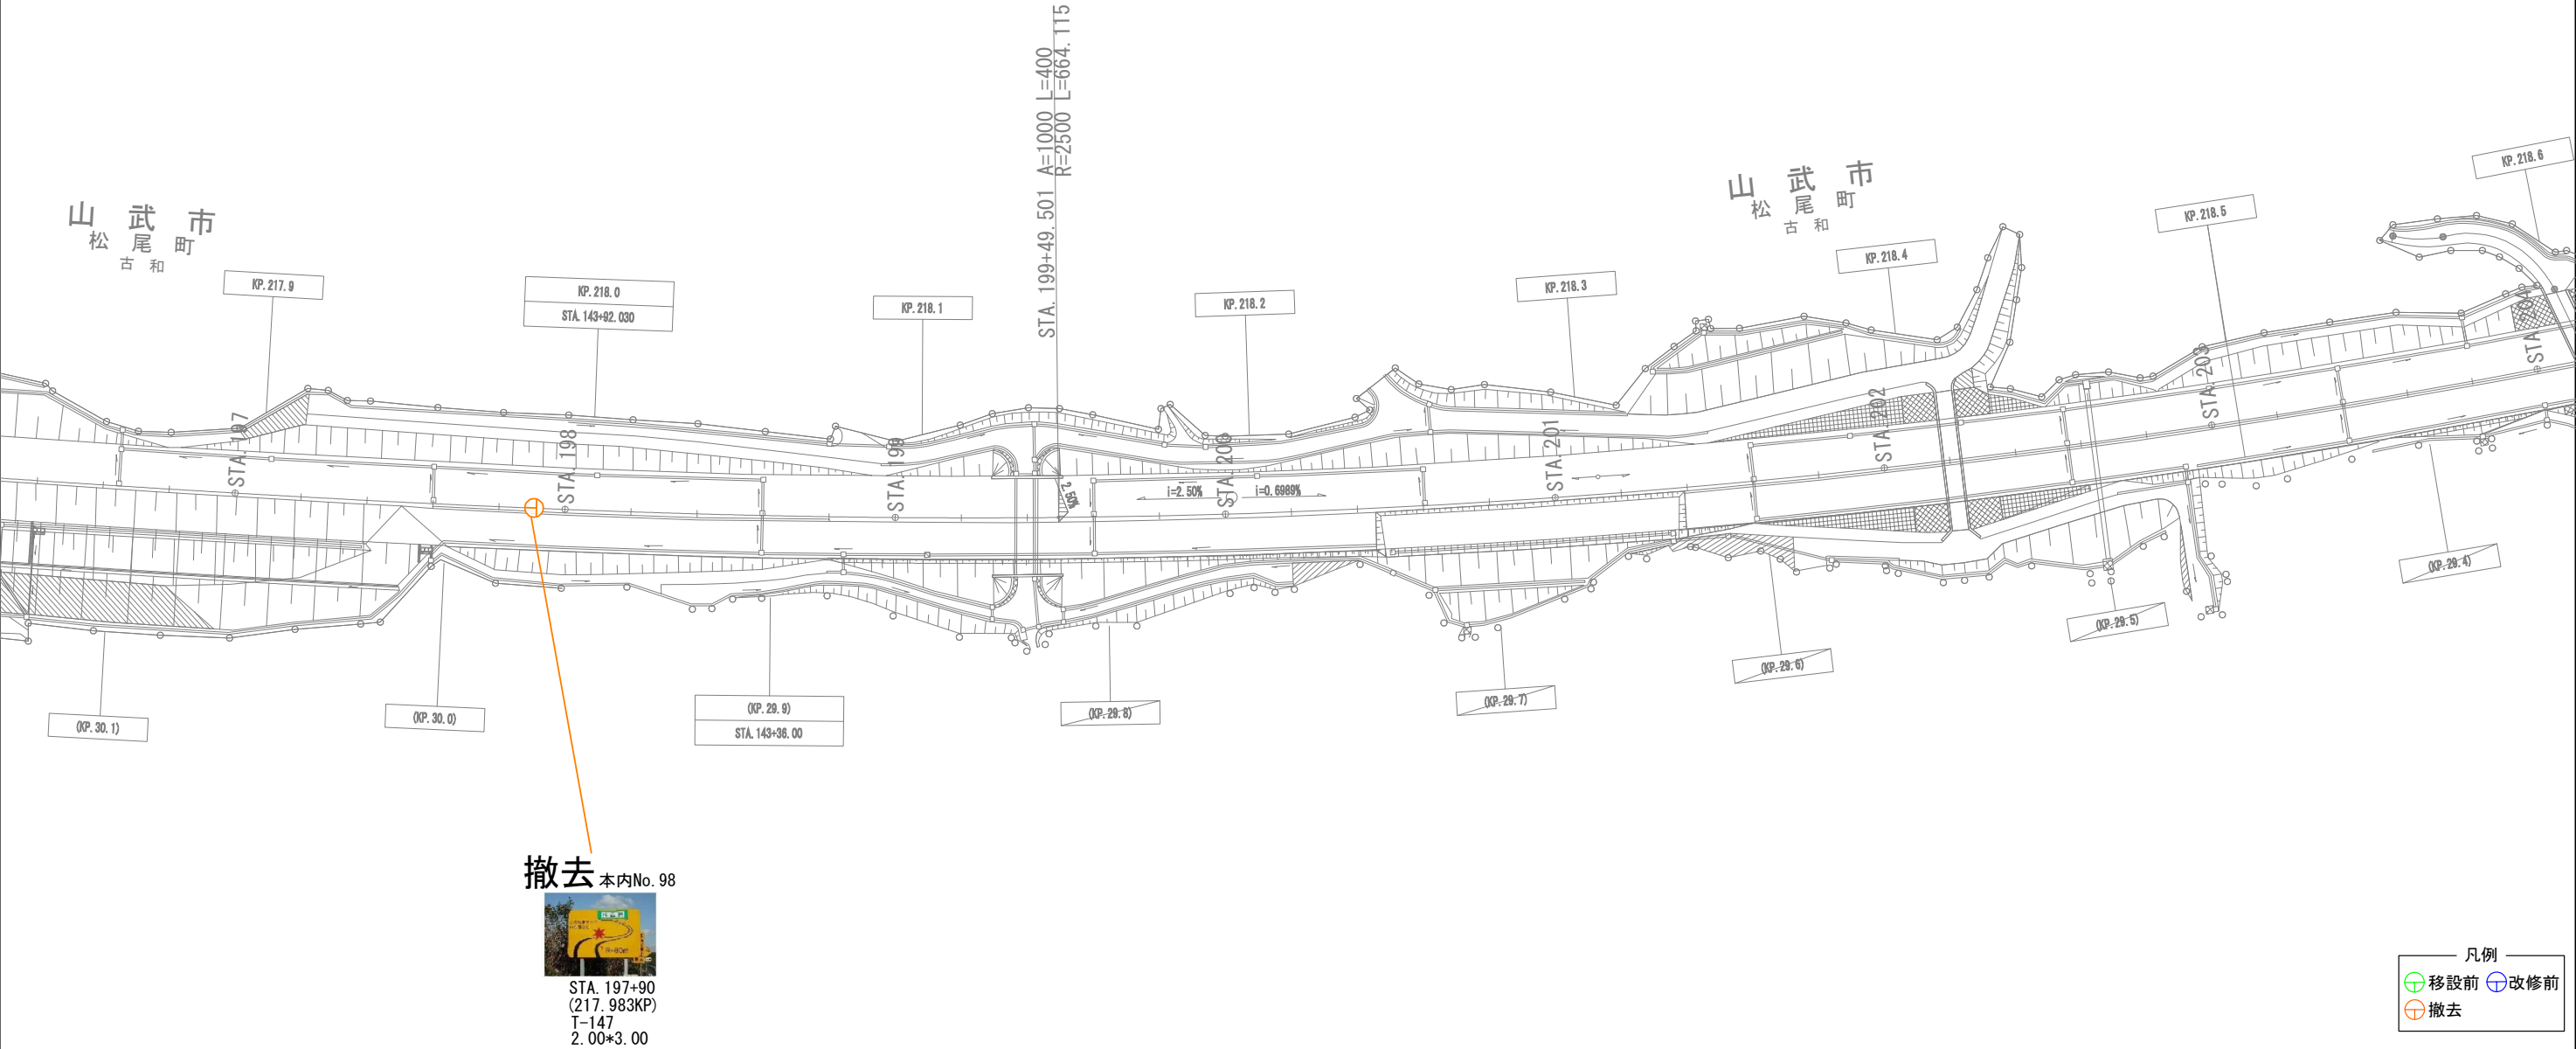 STA. 199+49. 501 A=1000 L=400
R=2500 L=664. 115
山武市
松尾町
古和
山武市
松尾町
古和
KP. 217. 9
KP. 218. 0
STA. 143+92. 030
KP. 218. 1
KP. 218. 2
KP. 218. 3
KP. 218. 4
KP. 218. 5
KP. 218. 6
STA. 197
STA. 198
STA. 199
STA. 200
STA. 201
STA. 202
STA. 203
2. 50%
i=2. 50%
i=0. 6989%
(KP. 30. 1)
(KP. 30. 0)
(KP. 29. 9)
STA. 143+36. 00
(KP. 29. 8)
(KP. 29. 7)
(KP. 29. 6)
(KP. 29. 5)
(KP. 29. 4)
撤去 本内No. 98
STA. 197+90
(217. 983KP)
T-147
2. 00*3. 00
凡例
移設前 改修前
撤去